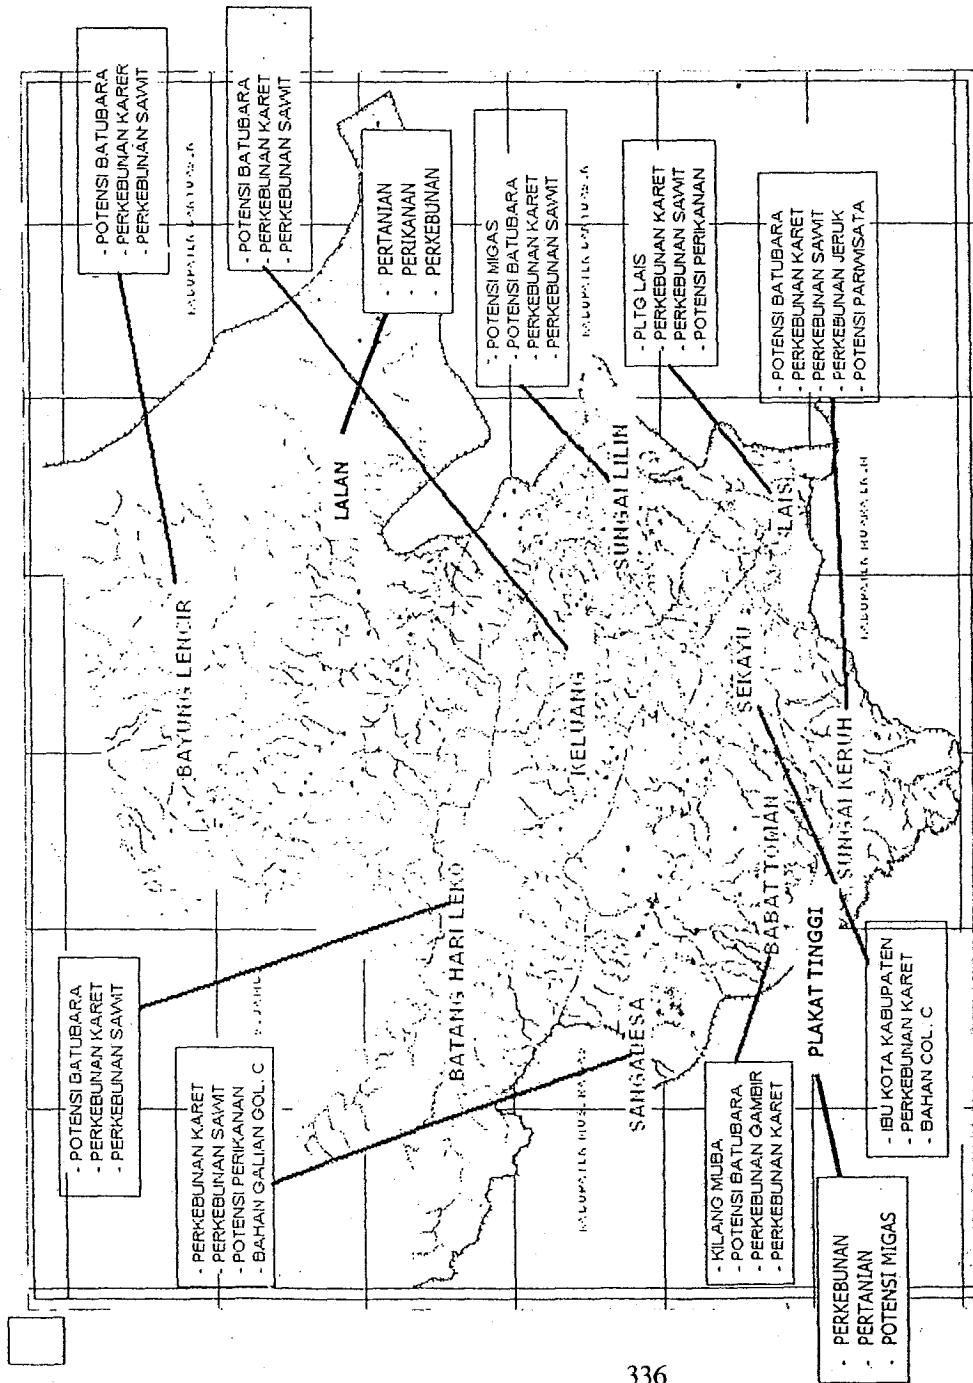 - POTENSI BATUBARA
- PERKEBUNAN KARET
- PERKEBUNAN SAWIT
- PERKEBUNAN KARET
- PERKEBUNAN SAWIT
- POTENSI PERIKANAN
- BAHAN GALIAN GOL. C
- KILANG MUBA
- POTENSI BATUBARA
- PERKEBUNAN GAMBIR
- PERKEBUNAN KARET
- PERKEBUNAN
- PERTANIAN
- POTENSI MIGAS
- IBU KOTA KABUPATEN
- PERKEBUNAN KARET
- BAHAN COL. C
BATANG HARI LEKO
SANGADESA
BABAT TOMAN
PLAKAT TINGGI
SUNGAI KERUH
BAYUNG LENCIR
KELUANG
SEKAYU
LALAN
SUNGAI LILIN
LAIS
- POTENSI BATUBARA
- PERKEBUNAN KARER
- PERKEBUNAN SAWIT
- POTENSI BATUBARA
- PERKEBUNAN KARET
- PERKEBUNAN SAWIT
- PERTANIAN
- PERIKANAN
- PERKEBUNAN
- POTENSI MIGAS
- POTENSI BATUBARA
- PERKEBUNAN KARET
- PERKEBUNAN SAWIT
- PLTG LAIS
- PERKEBUNAN KARET
- PERKEBUNAN SAWIT
- POTENSI PERIKANAN
- POTENSI BATUBARA
- PERKEBUNAN KARET
- PERKEBUNAN SAWIT
- PERKEBUNAN JERUK
- POTENSI PARIWISATA
336